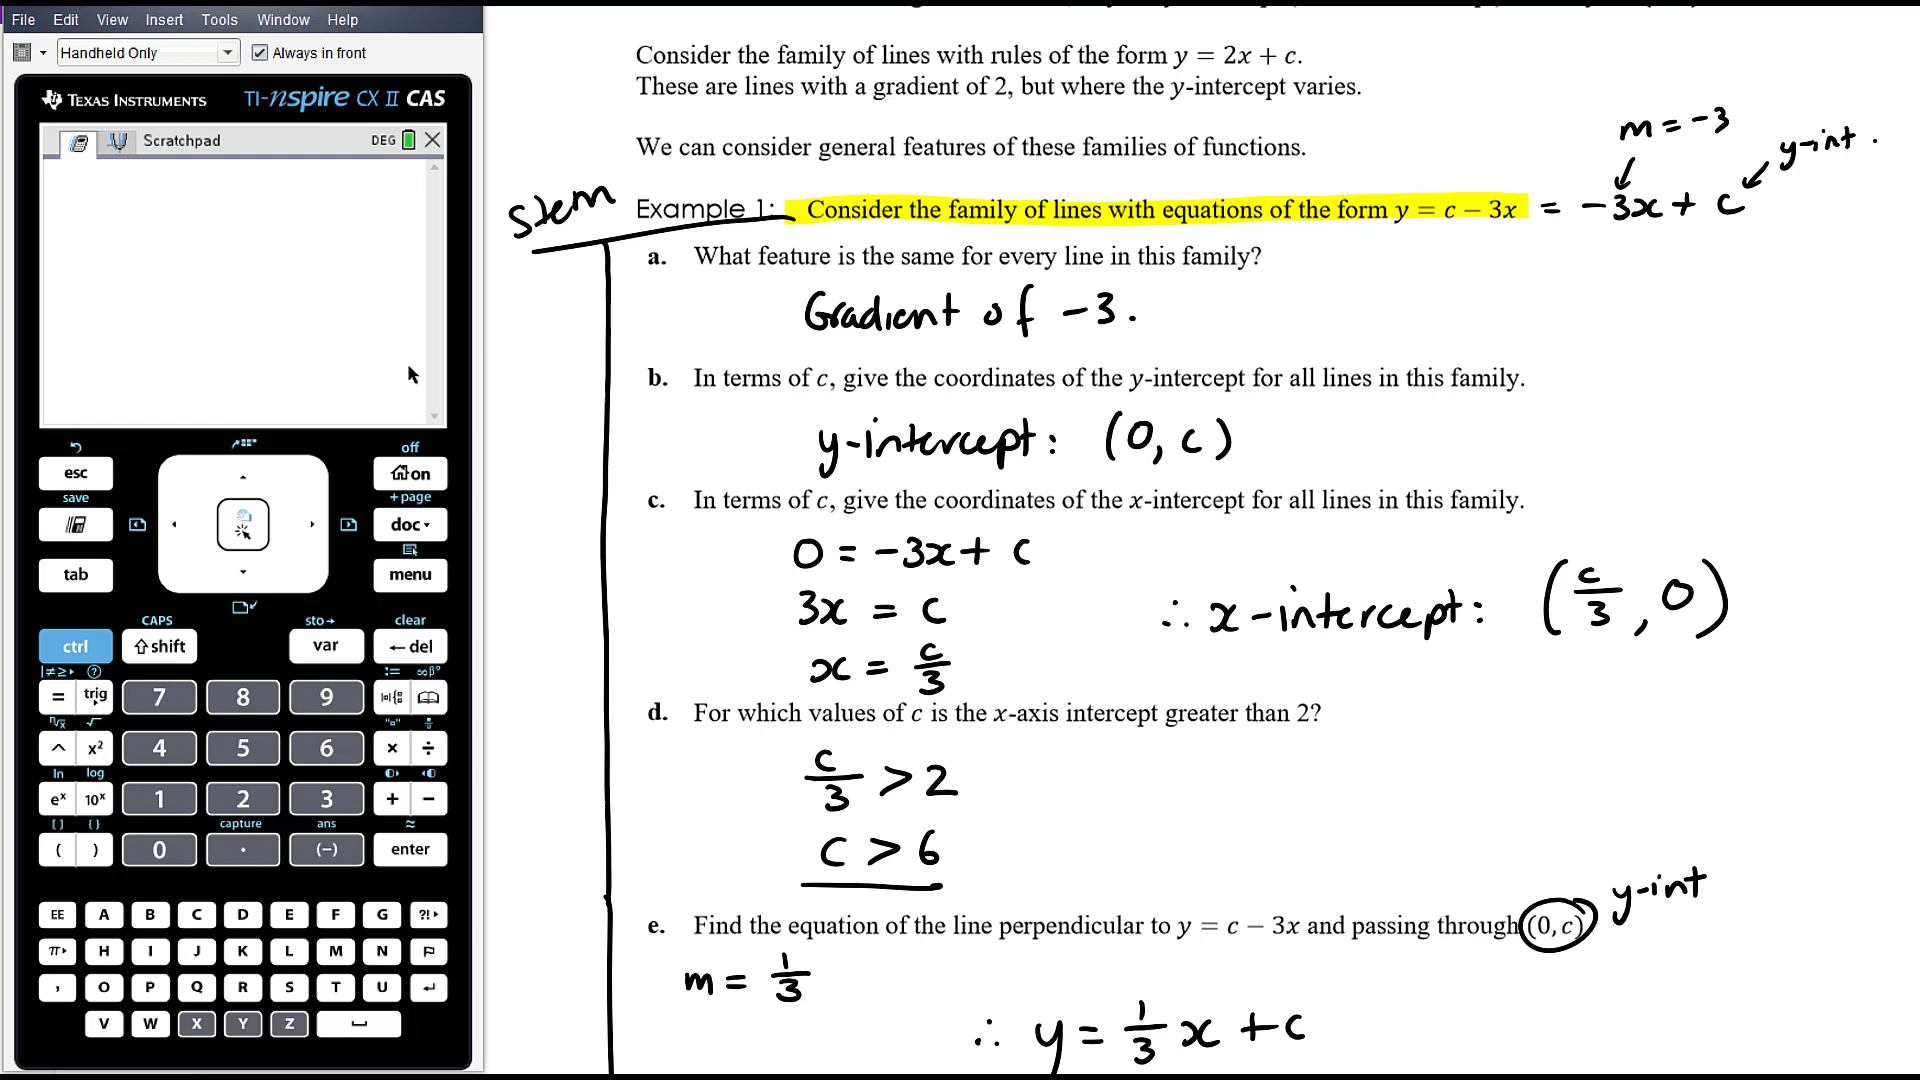 File Edit View Insert Tools Window Help
Handheld Only Always in front
TEXAS INSTRUMENTS TI-nspire CX II CAS
Scratchpad DEG
off
esc on
save +page
doc
tab menu
CAPS sto→ clear
ctrl shift var ←del
|≠≥▸ ? := ∞β°
= trig 7 8 9
^ x² 4 5 6 × ÷
ln log
eˣ 10ˣ 1 2 3 + −
[ ] { } capture ans ≈
( ) 0 . (−) enter
EE A B C D E F G ?!▸
π▸ H I J K L M N
, O P Q R S T U
V W X Y Z
Consider the family of lines with rules of the form y = 2x + c.
These are lines with a gradient of 2, but where the y-intercept varies.
m = -3
y-int.
We can consider general features of these families of functions.
Stem
Example 1: Consider the family of lines with equations of the form y = c − 3x = -3x + c
a. What feature is the same for every line in this family?
Gradient of -3.
b. In terms of c, give the coordinates of the y-intercept for all lines in this family.
y-intercept: (0, c)
c. In terms of c, give the coordinates of the x-intercept for all lines in this family.
0 = -3x + c
3x = c
∴ x-intercept: (c/3, 0)
x = c/3
d. For which values of c is the x-axis intercept greater than 2?
c/3 > 2
c > 6
y-int
e. Find the equation of the line perpendicular to y = c − 3x and passing through (0, c)
m = 1/3
∴ y = 1/3 x + c